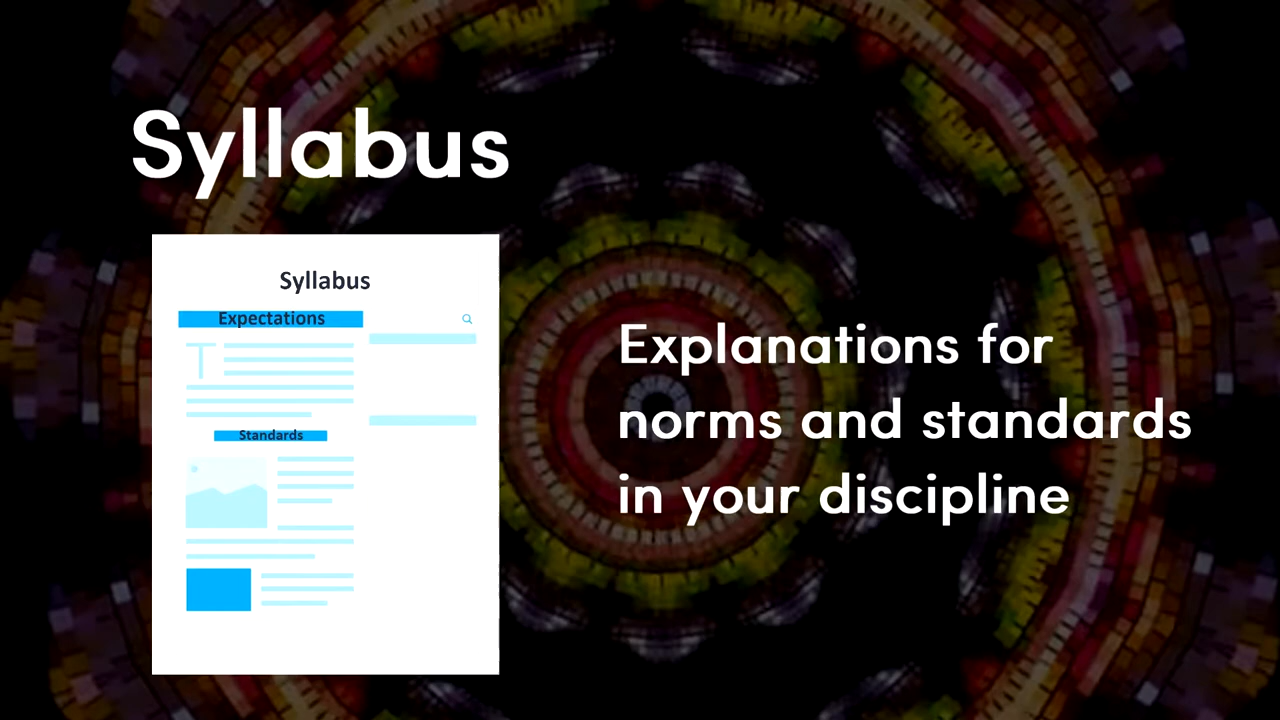 Syllabus
Syllabus
Expectations
T
Standards
Explanations for
norms and standards
in your discipline